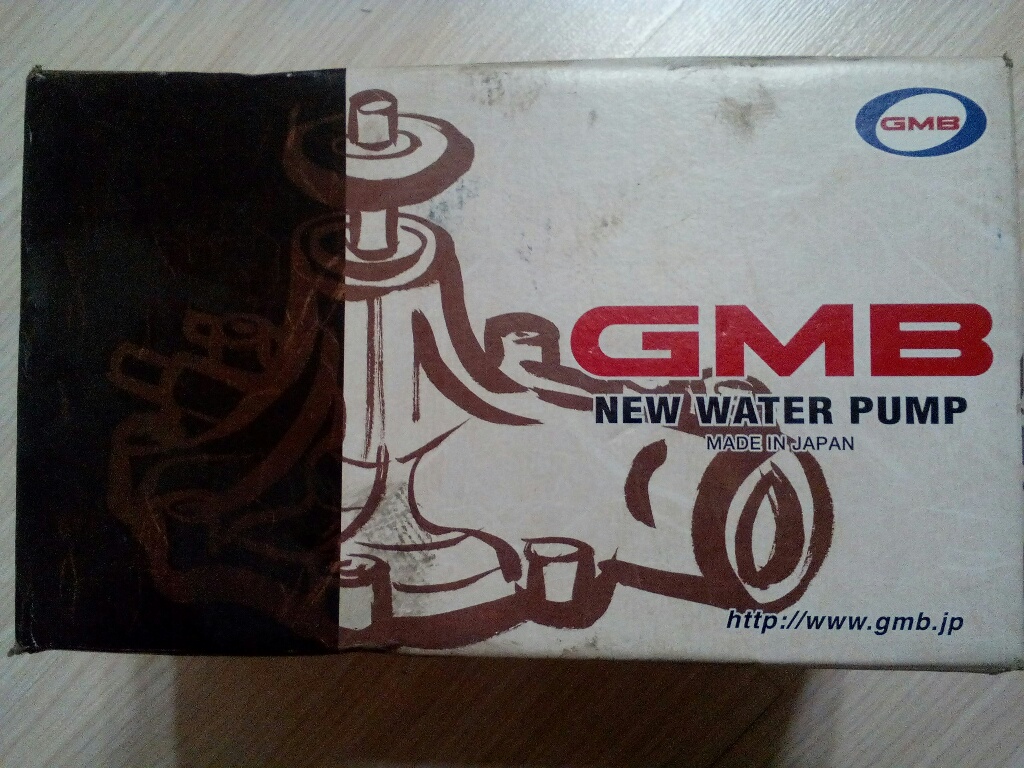 GMB
GMB
NEW WATER PUMP
MADE IN JAPAN
http://www.gmb.jp